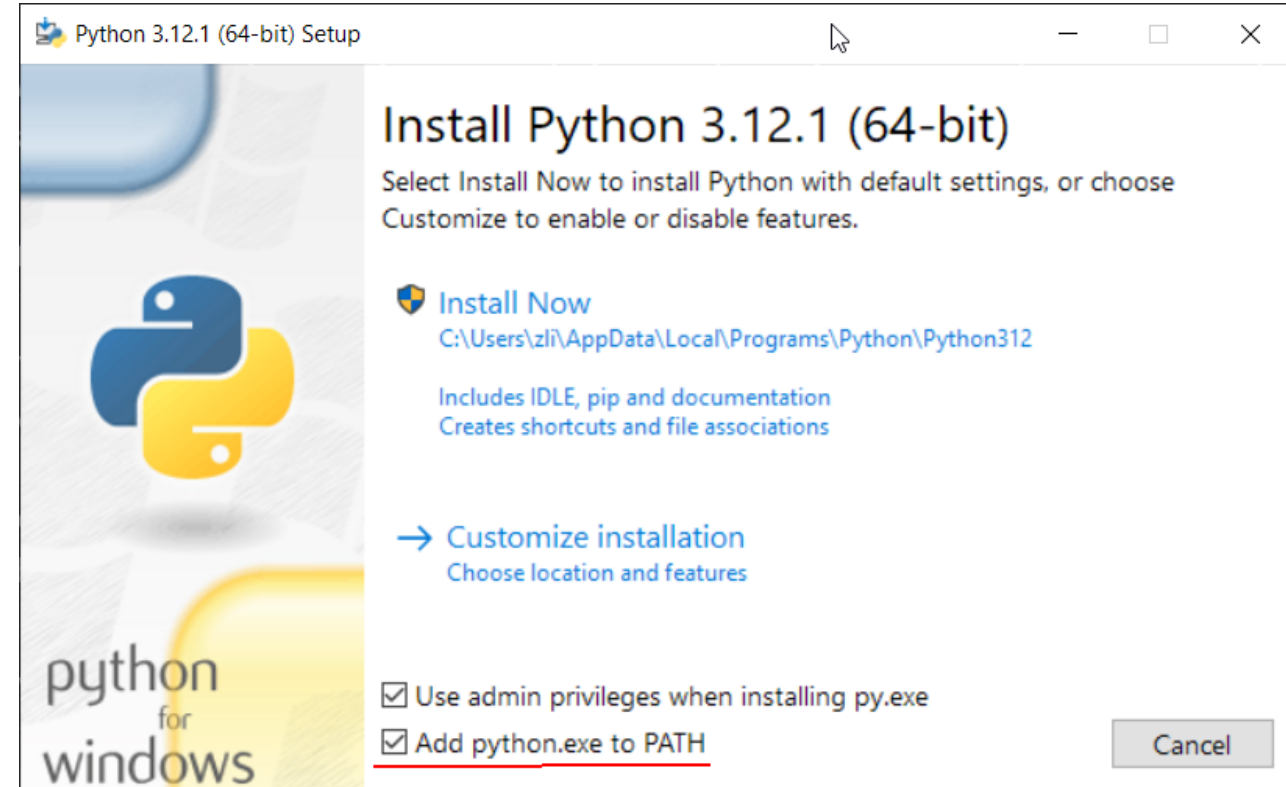 Python 3.12.1 (64-bit) Setup
Install Python 3.12.1 (64-bit)
Select Install Now to install Python with default settings, or choose
Customize to enable or disable features.
Install Now
C:\Users\zli\AppData\Local\Programs\Python\Python312
Includes IDLE, pip and documentation
Creates shortcuts and file associations
Customize installation
Choose location and features
python
for
windows
Use admin privileges when installing py.exe
Add python.exe to PATH
Cancel